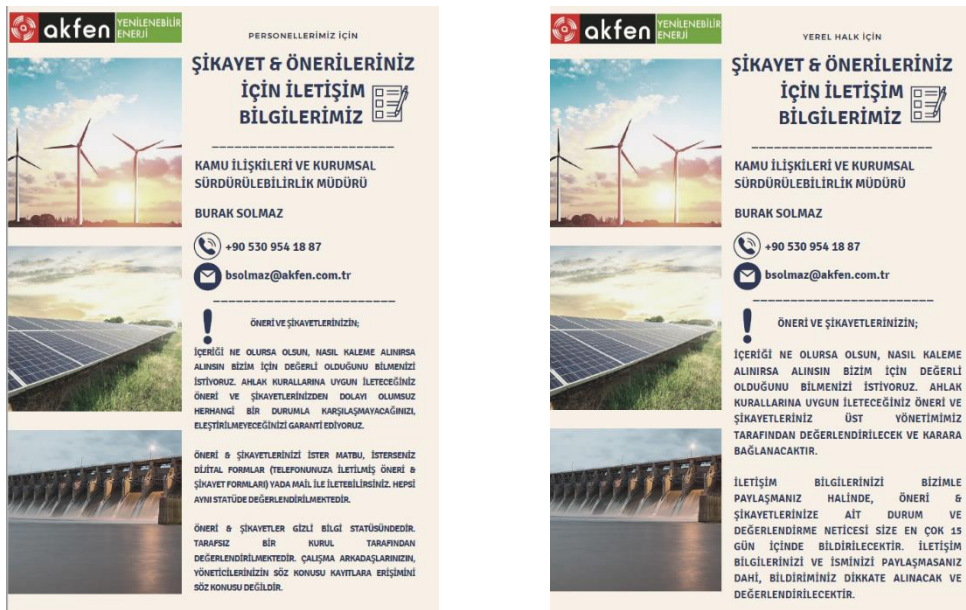 akfen YENİLENEBİLİR ENERJİ
PERSONELLERİMİZ İÇİN
ŞİKAYET & ÖNERİLERİNİZ
İÇİN İLETİŞİM
BİLGİLERİMİZ
KAMU İLİŞKİLERİ VE KURUMSAL
SÜRDÜRÜLEBİLİRLİK MÜDÜRÜ
BURAK SOLMAZ
+90 530 954 18 87
bsolmaz@akfen.com.tr
ÖNERİ VE ŞİKAYETLERİNİZİN;
İÇERİĞİ NE OLURSA OLSUN, NASIL KALEME ALINIRSA
ALINSIN BİZİM İÇİN DEĞERLİ OLDUĞUNU BİLMENİZİ
İSTİYORUZ. AHLAK KURALLARINA UYGUN İLETECEĞİNİZ
ÖNERİ VE ŞİKAYETLERİNİZDEN DOLAYI OLUMSUZ
HERHANGİ BİR DURUMLA KARŞILAŞMAYACAĞINIZI,
ELEŞTİRİLMEYECEĞİNİZİ GARANTİ EDİYORUZ.
ÖNERİ & ŞİKAYETLERİNİZİ İSTER MATBU, İSTERSENİZ
DİJİTAL FORMLAR (TELEFONUNUZA İLETİLMİŞ ÖNERİ &
ŞİKAYET FORMLARI) YADA MAİL İLE İLETEBİLİRSİNİZ. HEPSİ
AYNI STATÜDE DEĞERLENDİRİLMEKTEDİR.
ÖNERİ & ŞİKAYETLER GİZLİ BİLGİ STATÜSÜNDEDİR.
TARAFSIZ BİR KURUL TARAFINDAN
DEĞERLENDİRİLMEKTEDİR. ÇALIŞMA ARKADAŞLARINIZIN,
YÖNETİCİLERİNİZİN SÖZ KONUSU KAYITLARA ERİŞİMİNİ
SÖZ KONUSU DEĞİLDİR.
akfen YENİLENEBİLİR ENERJİ
YEREL HALK İÇİN
ŞİKAYET & ÖNERİLERİNİZ
İÇİN İLETİŞİM
BİLGİLERİMİZ
KAMU İLİŞKİLERİ VE KURUMSAL
SÜRDÜRÜLEBİLİRLİK MÜDÜRÜ
BURAK SOLMAZ
+90 530 954 18 87
bsolmaz@akfen.com.tr
ÖNERİ VE ŞİKAYETLERİNİZİN;
İÇERİĞİ NE OLURSA OLSUN, NASIL KALEME
ALINIRSA ALINSIN BİZİM İÇİN DEĞERLİ
OLDUĞUNU BİLMENİZİ İSTİYORUZ. AHLAK
KURALLARINA UYGUN İLETECEĞİNİZ ÖNERİ VE
ŞİKAYETLERİNİZ ÜST YÖNETİMİMİZ
TARAFINDAN DEĞERLENDİRİLECEK VE KARARA
BAĞLANACAKTIR.
İLETİŞİM BİLGİLERİNİZİ BİZİMLE
PAYLAŞMANIZ HALİNDE, ÖNERİ &
ŞİKAYETLERİNİZE AİT DURUM VE
DEĞERLENDİRME NETİCESİ SİZE EN ÇOK 15
GÜN İÇİNDE BİLDİRİLECEKTİR. İLETİŞİM
BİLGİLERİNİZİ VE İSMİNİZİ PAYLAŞMASANIZ
DAHİ, BİLDİRİMİNİZ DİKKATE ALINACAK VE
DEĞERLENDİRİLECEKTİR.